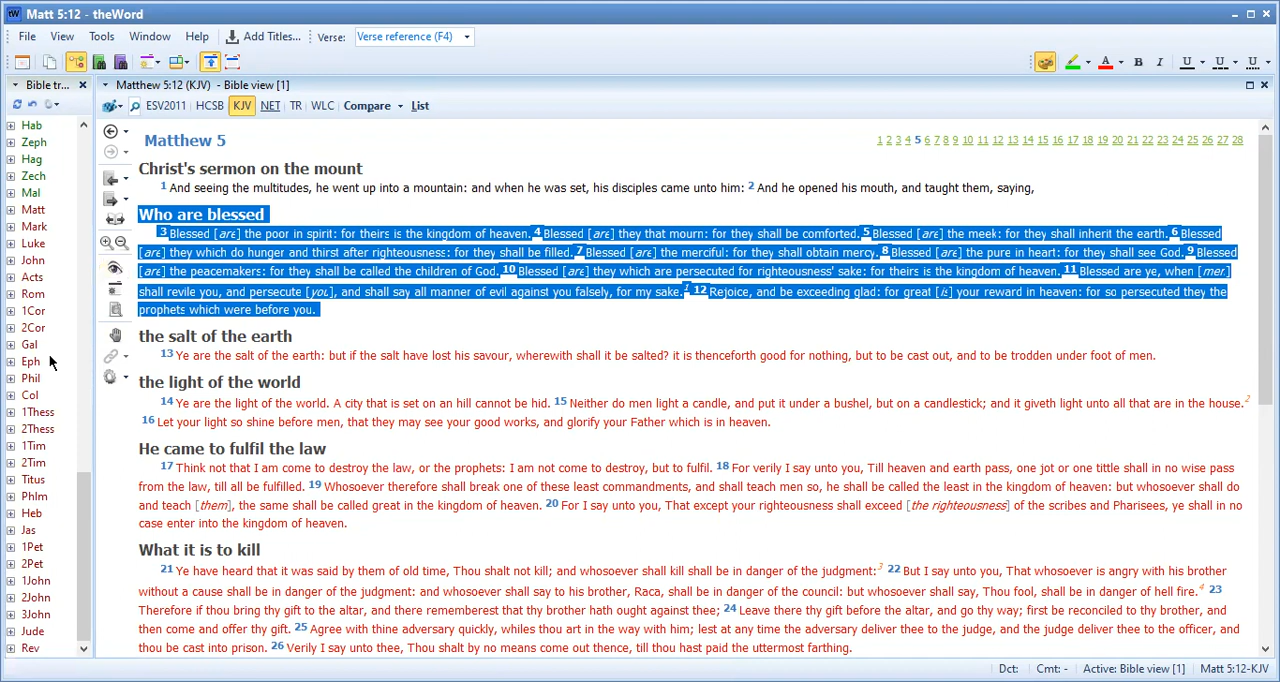 Matt 5:12 - theWord
File View Tools Window Help Add Titles... Verse: Verse reference (F4)
B I U U U
Bible tr...
Matthew 5:12 (KJV) - Bible view [1]
ESV2011 HCSB KJV NET TR WLC Compare List
Hab
Zeph
Hag
Zech
Mal
Matt
Mark
Luke
John
Acts
Rom
1Cor
2Cor
Gal
Eph
Phil
Col
1Thess
2Thess
1Tim
2Tim
Titus
Phlm
Heb
Jas
1Pet
2Pet
1John
2John
3John
Jude
Rev
Matthew 5
1 2 3 4 5 6 7 8 9 10 11 12 13 14 15 16 17 18 19 20 21 22 23 24 25 26 27 28
Christ's sermon on the mount
1 And seeing the multitudes, he went up into a mountain: and when he was set, his disciples came unto him: 2 And he opened his mouth, and taught them, saying,
Who are blessed
3 Blessed [are] the poor in spirit: for theirs is the kingdom of heaven. 4 Blessed [are] they that mourn: for they shall be comforted. 5 Blessed [are] the meek: for they shall inherit the earth. 6 Blessed
[are] they which do hunger and thirst after righteousness: for they shall be filled. 7 Blessed [are] the merciful: for they shall obtain mercy. 8 Blessed [are] the pure in heart: for they shall see God. 9 Blessed
[are] the peacemakers: for they shall be called the children of God. 10 Blessed [are] they which are persecuted for righteousness' sake: for theirs is the kingdom of heaven. 11 Blessed are ye, when [men]
shall revile you, and persecute [you], and shall say all manner of evil against you falsely, for my sake. 1 12 Rejoice, and be exceeding glad: for great [is] your reward in heaven: for so persecuted they the
prophets which were before you.
the salt of the earth
13 Ye are the salt of the earth: but if the salt have lost his savour, wherewith shall it be salted? it is thenceforth good for nothing, but to be cast out, and to be trodden under foot of men.
the light of the world
14 Ye are the light of the world. A city that is set on an hill cannot be hid. 15 Neither do men light a candle, and put it under a bushel, but on a candlestick; and it giveth light unto all that are in the house. 2
16 Let your light so shine before men, that they may see your good works, and glorify your Father which is in heaven.
He came to fulfil the law
17 Think not that I am come to destroy the law, or the prophets: I am not come to destroy, but to fulfil. 18 For verily I say unto you, Till heaven and earth pass, one jot or one tittle shall in no wise pass
from the law, till all be fulfilled. 19 Whosoever therefore shall break one of these least commandments, and shall teach men so, he shall be called the least in the kingdom of heaven: but whosoever shall do
and teach [them], the same shall be called great in the kingdom of heaven. 20 For I say unto you, That except your righteousness shall exceed [the righteousness] of the scribes and Pharisees, ye shall in no
case enter into the kingdom of heaven.
What it is to kill
21 Ye have heard that it was said by them of old time, Thou shalt not kill; and whosoever shall kill shall be in danger of the judgment: 3 22 But I say unto you, That whosoever is angry with his brother
without a cause shall be in danger of the judgment: and whosoever shall say to his brother, Raca, shall be in danger of the council: but whosoever shall say, Thou fool, shall be in danger of hell fire. 4 23
Therefore if thou bring thy gift to the altar, and there rememberest that thy brother hath ought against thee; 24 Leave there thy gift before the altar, and go thy way; first be reconciled to thy brother, and
then come and offer thy gift. 25 Agree with thine adversary quickly, whiles thou art in the way with him; lest at any time the adversary deliver thee to the judge, and the judge deliver thee to the officer, and
thou be cast into prison. 26 Verily I say unto thee, Thou shalt by no means come out thence, till thou hast paid the uttermost farthing.
Dct: Cmt: - Active: Bible view [1] Matt 5:12-KJV